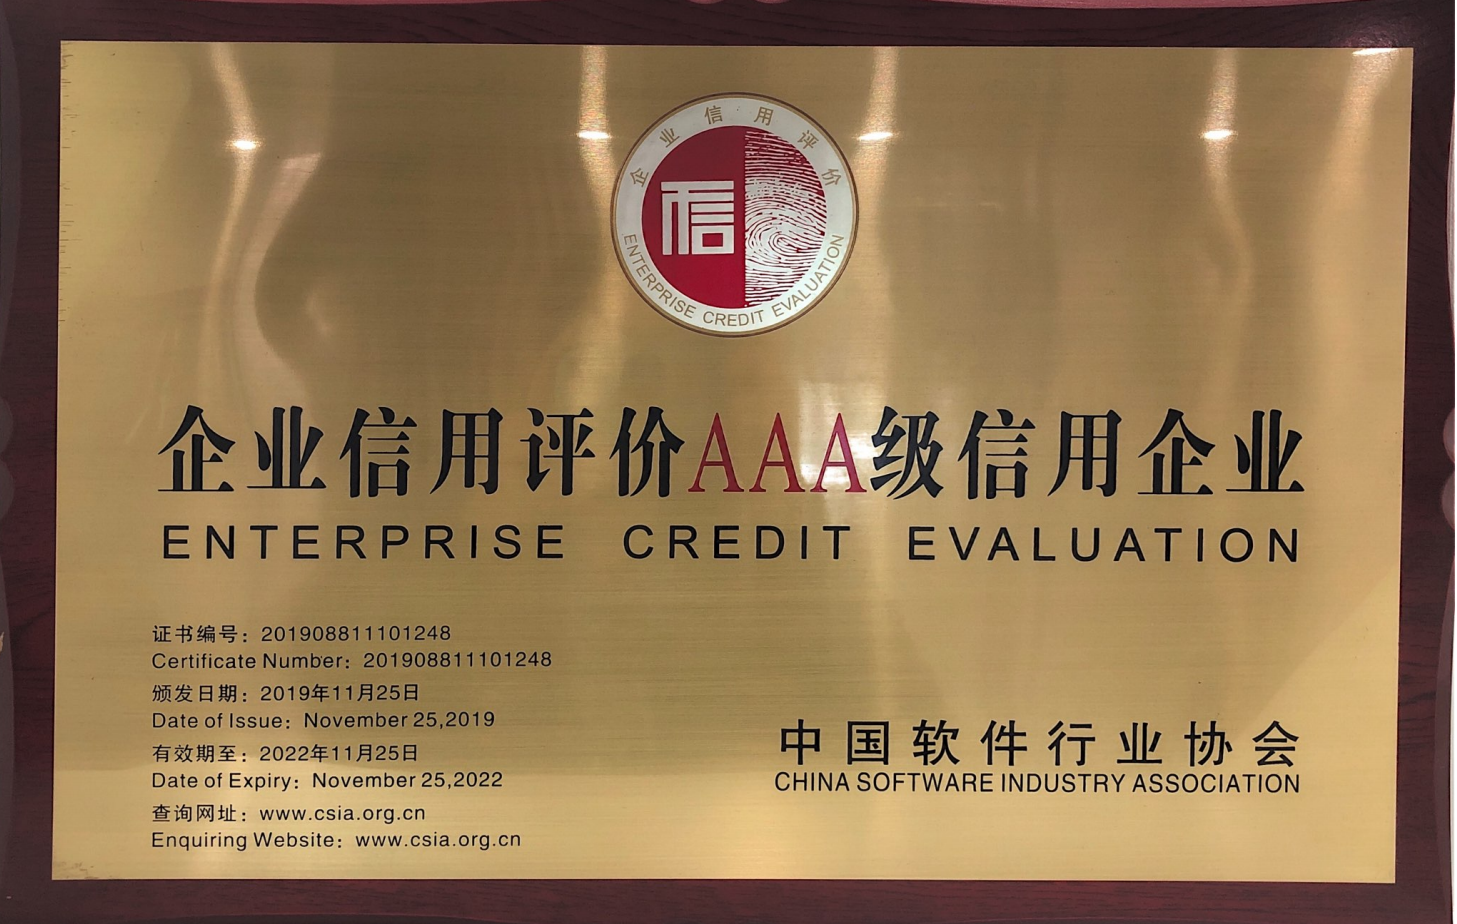 企业信用评价
信
ENTERPRISE CREDIT EVALUATION
企业信用评价AAA级信用企业
ENTERPRISE CREDIT EVALUATION
证书编号：201908811101248
Certificate Number：201908811101248
颁发日期：2019年11月25日
Date of Issue：November 25,2019
有效期至：2022年11月25日
Date of Expiry：November 25,2022
查询网址：www.csia.org.cn
Enquiring Website：www.csia.org.cn
中国软件行业协会
CHINA SOFTWARE INDUSTRY ASSOCIATION